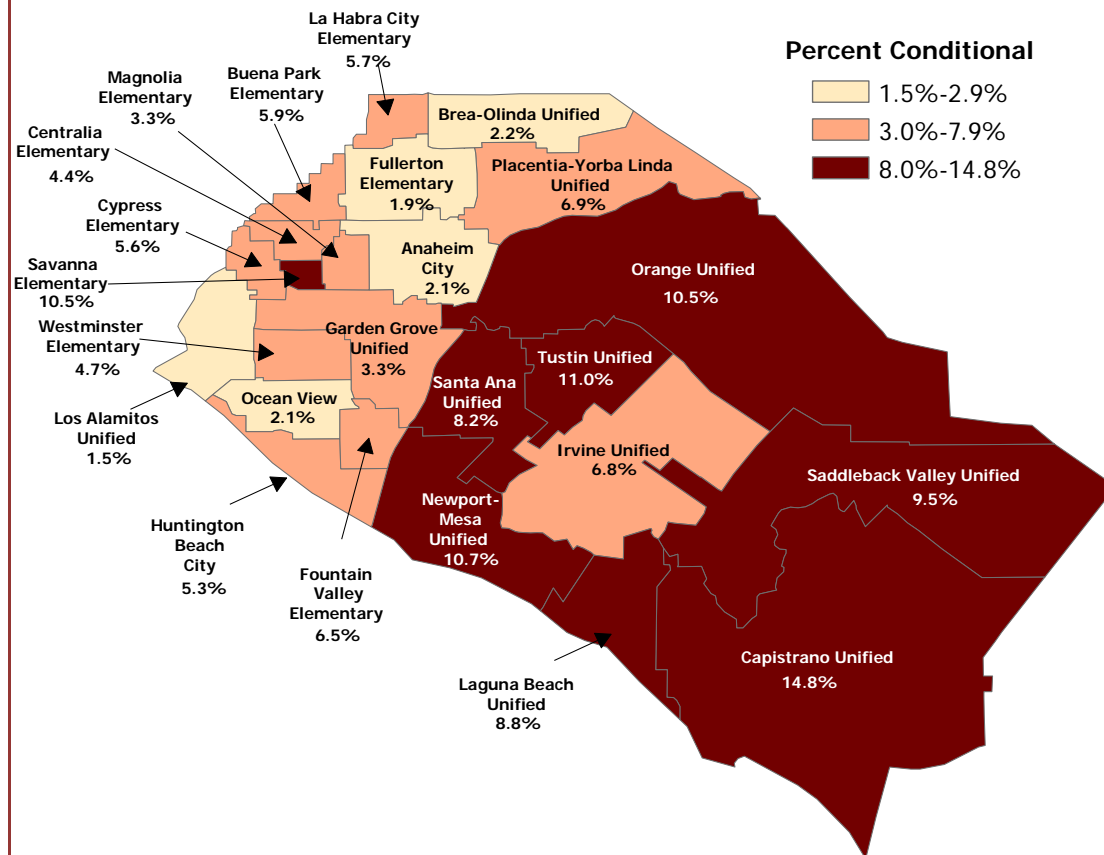 La Habra City
Elementary
5.7%
Magnolia
Elementary
3.3%
Buena Park
Elementary
5.9%
Centralia
Elementary
4.4%
Cypress
Elementary
5.6%
Savanna
Elementary
10.5%
Westminster
Elementary
4.7%
Los Alamitos
Unified
1.5%
Percent Conditional
1.5%-2.9%
3.0%-7.9%
8.0%-14.8%
Brea-Olinda Unified
2.2%
Fullerton
Elementary
1.9%
Placentia-Yorba Linda
Unified
6.9%
Anaheim
City
2.1%
Orange Unified
10.5%
Garden Grove
Unified
3.3%
Tustin Unified
11.0%
Santa Ana
Unified
8.2%
Ocean View
2.1%
Irvine Unified
6.8%
Saddleback Valley Unified
9.5%
Newport-
Mesa
Unified
10.7%
Huntington
Beach
City
5.3%
Fountain
Valley
Elementary
6.5%
Laguna Beach
Unified
8.8%
Capistrano Unified
14.8%